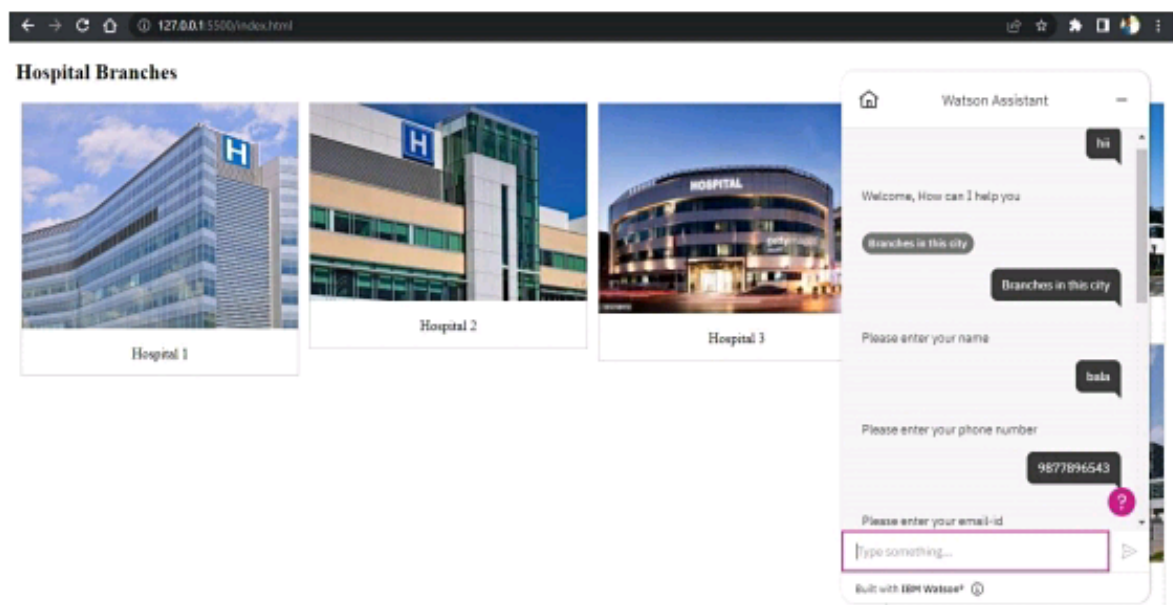 127.0.0.1:5500/index.html
Hospital Branches
H
Hospital 1
H
Hospital 2
HOSPITAL
Hospital 3
Watson Assistant
hii
Welcome, How can I help you
Branches in this city
Branches in this city
Please enter your name
bala
Please enter your phone number
9877896543
?
Please enter your email-id
Type something...
Built with IBM Watson®